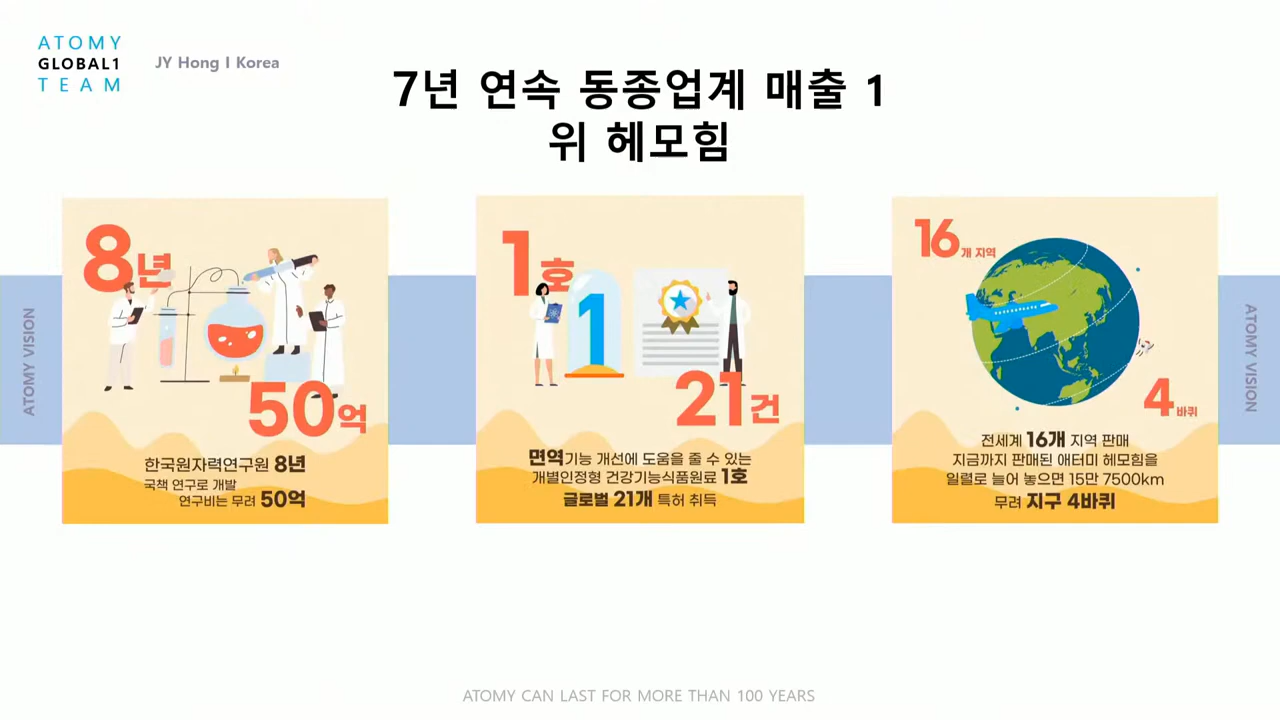 ATOMY
GLOBAL1
TEAM
JY Hong I Korea
7년 연속 동종업계 매출 1
위 헤모힘
ATOMY VISION
8년
50억
한국원자력연구원 8년
국책 연구로 개발
연구비는 무려 50억
1호
1
21건
면역기능 개선에 도움을 줄 수 있는
개별인정형 건강기능식품원료 1호
글로벌 21개 특허 취득
16개 지역
4바퀴
전세계 16개 지역 판매
지금까지 판매된 애터미 헤모힘을
일렬로 늘어 놓으면 15만 7500km
무려 지구 4바퀴
ATOMY VISION
ATOMY CAN LAST FOR MORE THAN 100 YEARS